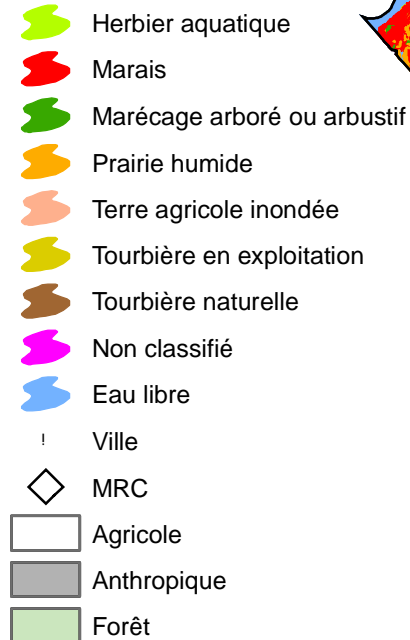 Herbier aquatique
Marais
Marécage arboré ou arbustif
Prairie humide
Terre agricole inondée
Tourbière en exploitation
Tourbière naturelle
Non classifié
Eau libre
! Ville
MRC
Agricole
Anthropique
Forêt